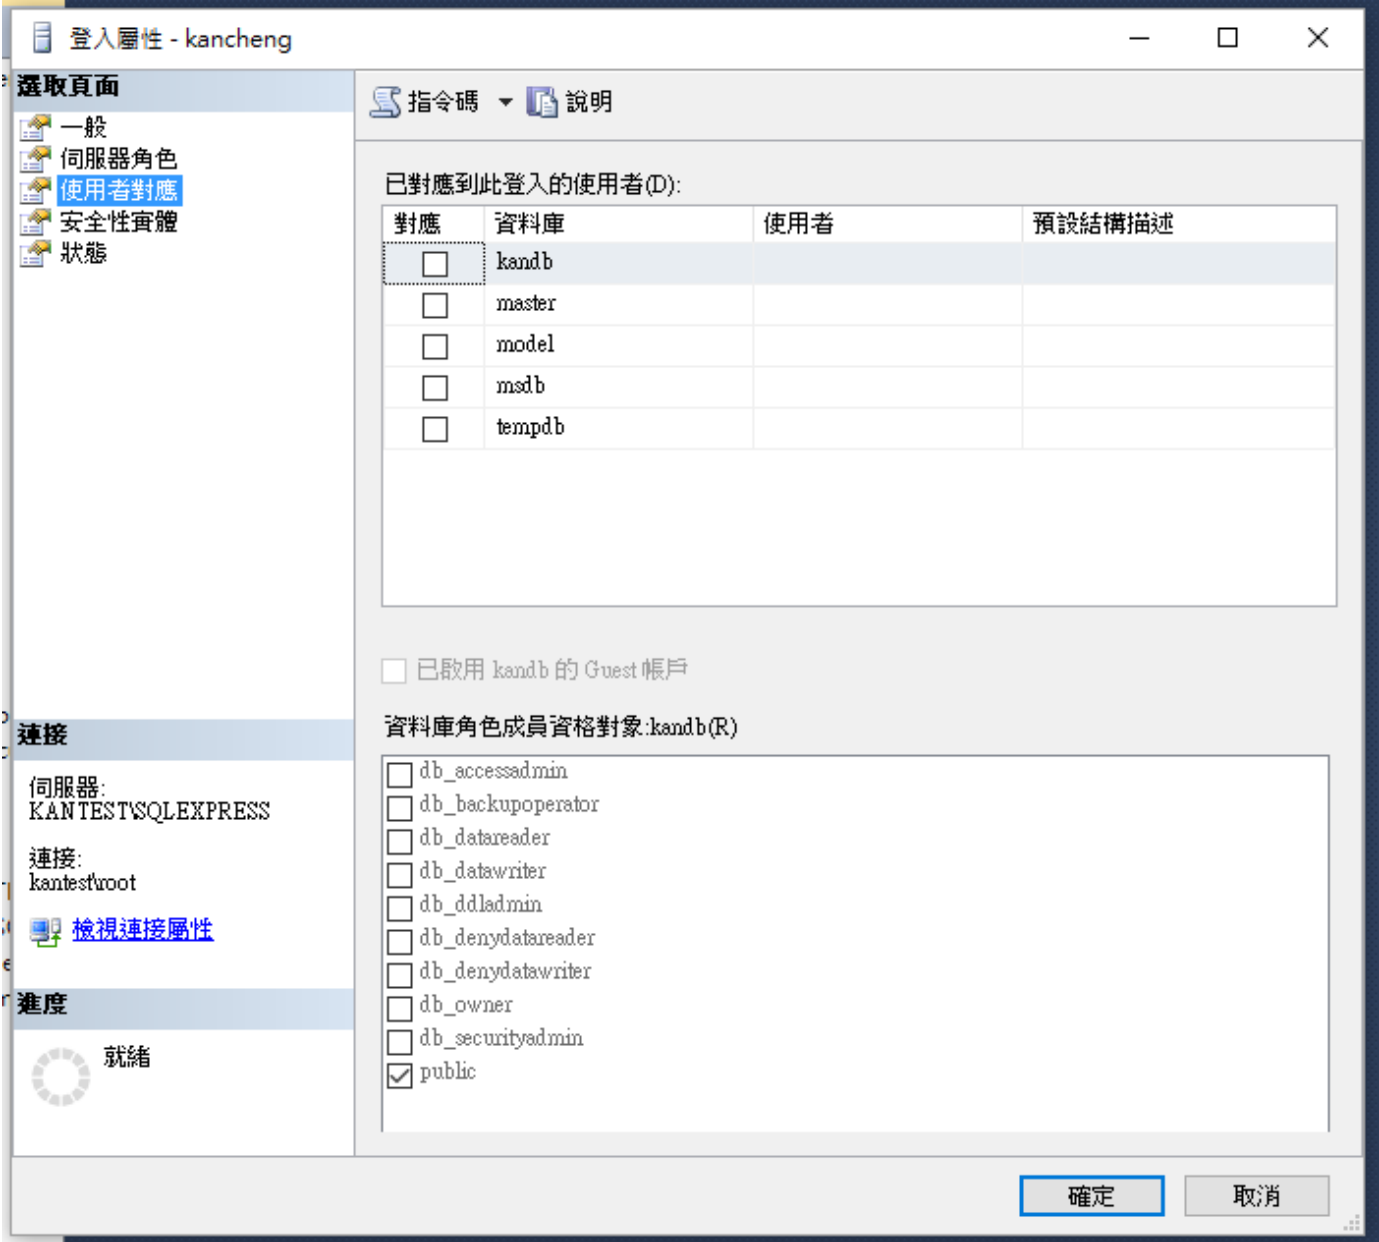 登入屬性 - kancheng
選取頁面
一般
伺服器角色
使用者對應
安全性實體
狀態
指令碼
說明
已對應到此登入的使用者(D):
對應 資料庫 使用者 預設結構描述
kandb
master
model
msdb
tempdb
已啟用 kandb 的 Guest 帳戶
資料庫角色成員資格對象:kandb(R)
db_accessadmin
db_backupoperator
db_datareader
db_datawriter
db_ddladmin
db_denydatareader
db_denydatawriter
db_owner
db_securityadmin
public
連接
伺服器:
KANTEST\SQLEXPRESS
連接:
kantest\root
檢視連接屬性
進度
就緒
確定
取消